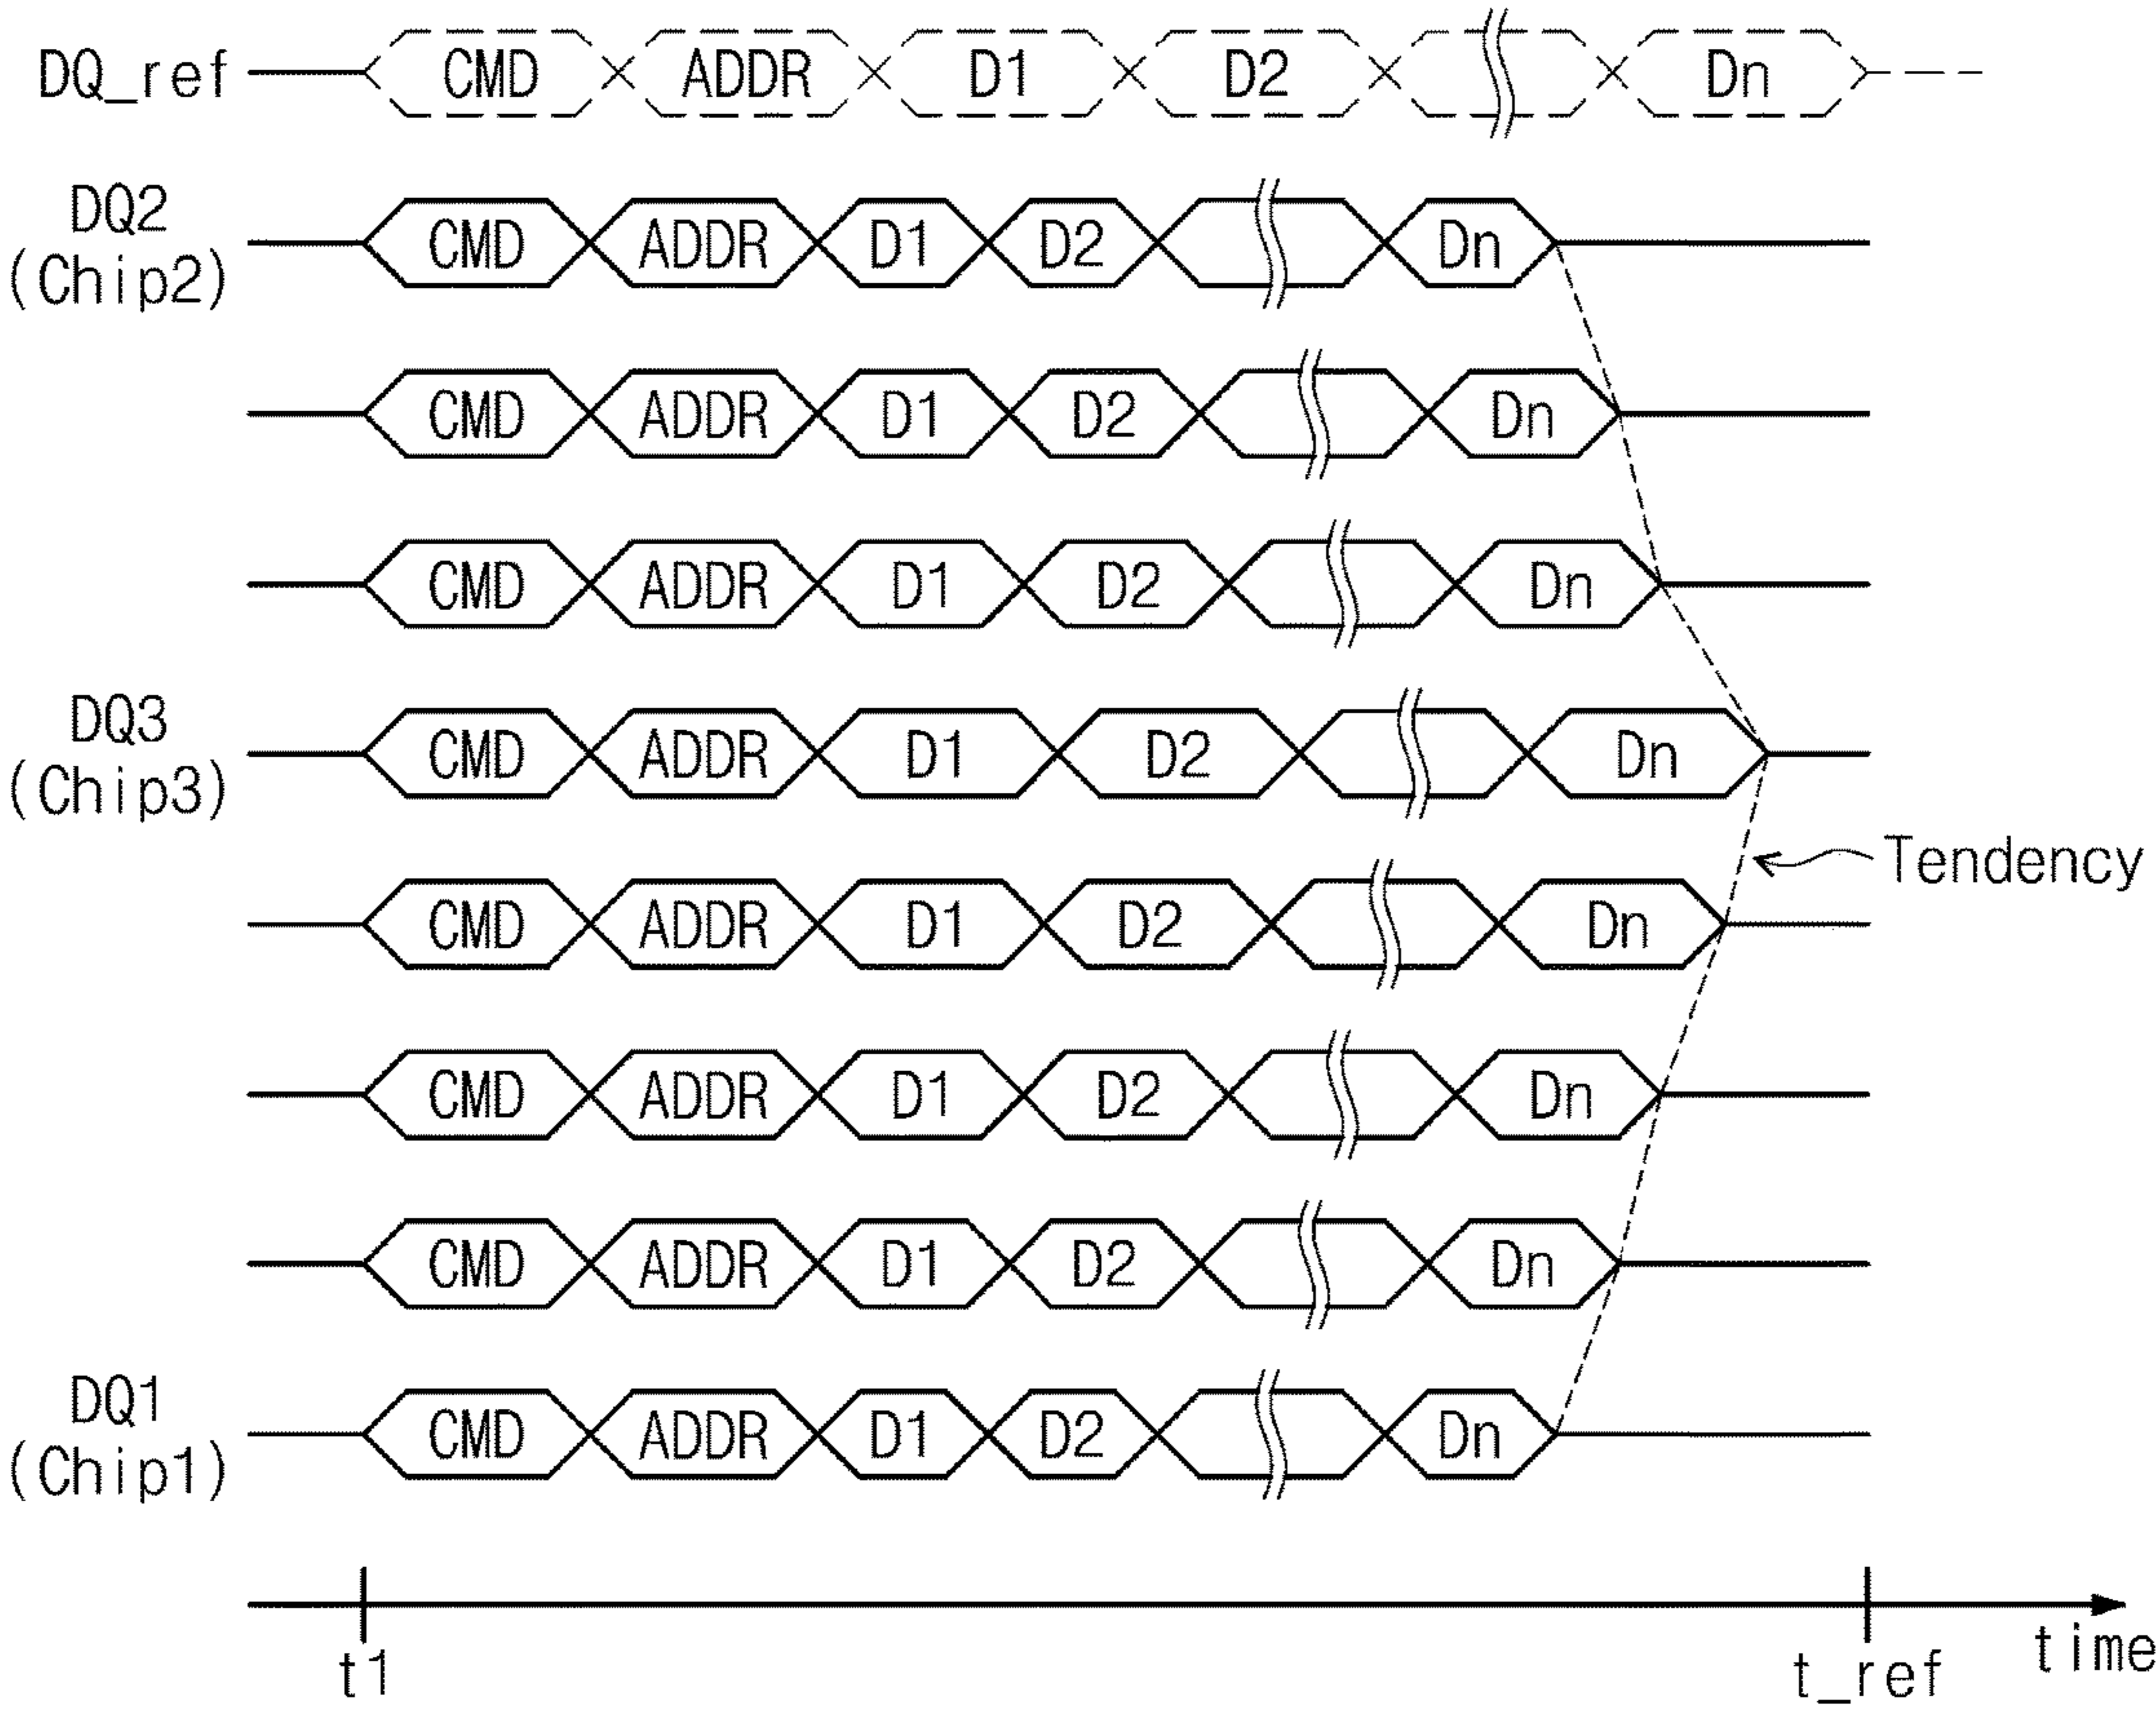 DQ_ref CMD ADDR D1 D2 Dn
DQ2
(Chip2)
CMD ADDR D1 D2 Dn
CMD ADDR D1 D2 Dn
CMD ADDR D1 D2 Dn
DQ3
(Chip3)
CMD ADDR D1 D2 Dn
Tendency
CMD ADDR D1 D2 Dn
CMD ADDR D1 D2 Dn
CMD ADDR D1 D2 Dn
DQ1
(Chip1)
CMD ADDR D1 D2 Dn
t1 t_ref time